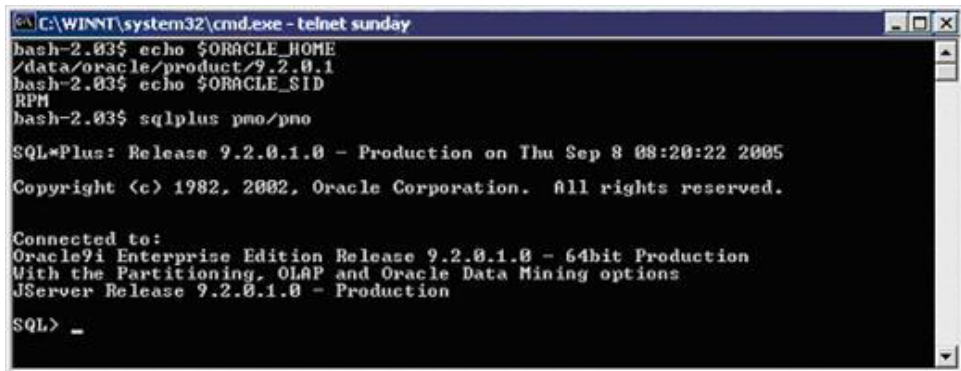 C:\WINNT\system32\cmd.exe - telnet sunday
bash-2.03$ echo $ORACLE_HOME
/data/oracle/product/9.2.0.1
bash-2.03$ echo $ORACLE_SID
RPM
bash-2.03$ sqlplus pmo/pmo
SQL*Plus: Release 9.2.0.1.0 - Production on Thu Sep 8 08:20:22 2005
Copyright (c) 1982, 2002, Oracle Corporation.  All rights reserved.
Connected to:
Oracle9i Enterprise Edition Release 9.2.0.1.0 - 64bit Production
With the Partitioning, OLAP and Oracle Data Mining options
JServer Release 9.2.0.1.0 - Production
SQL> _